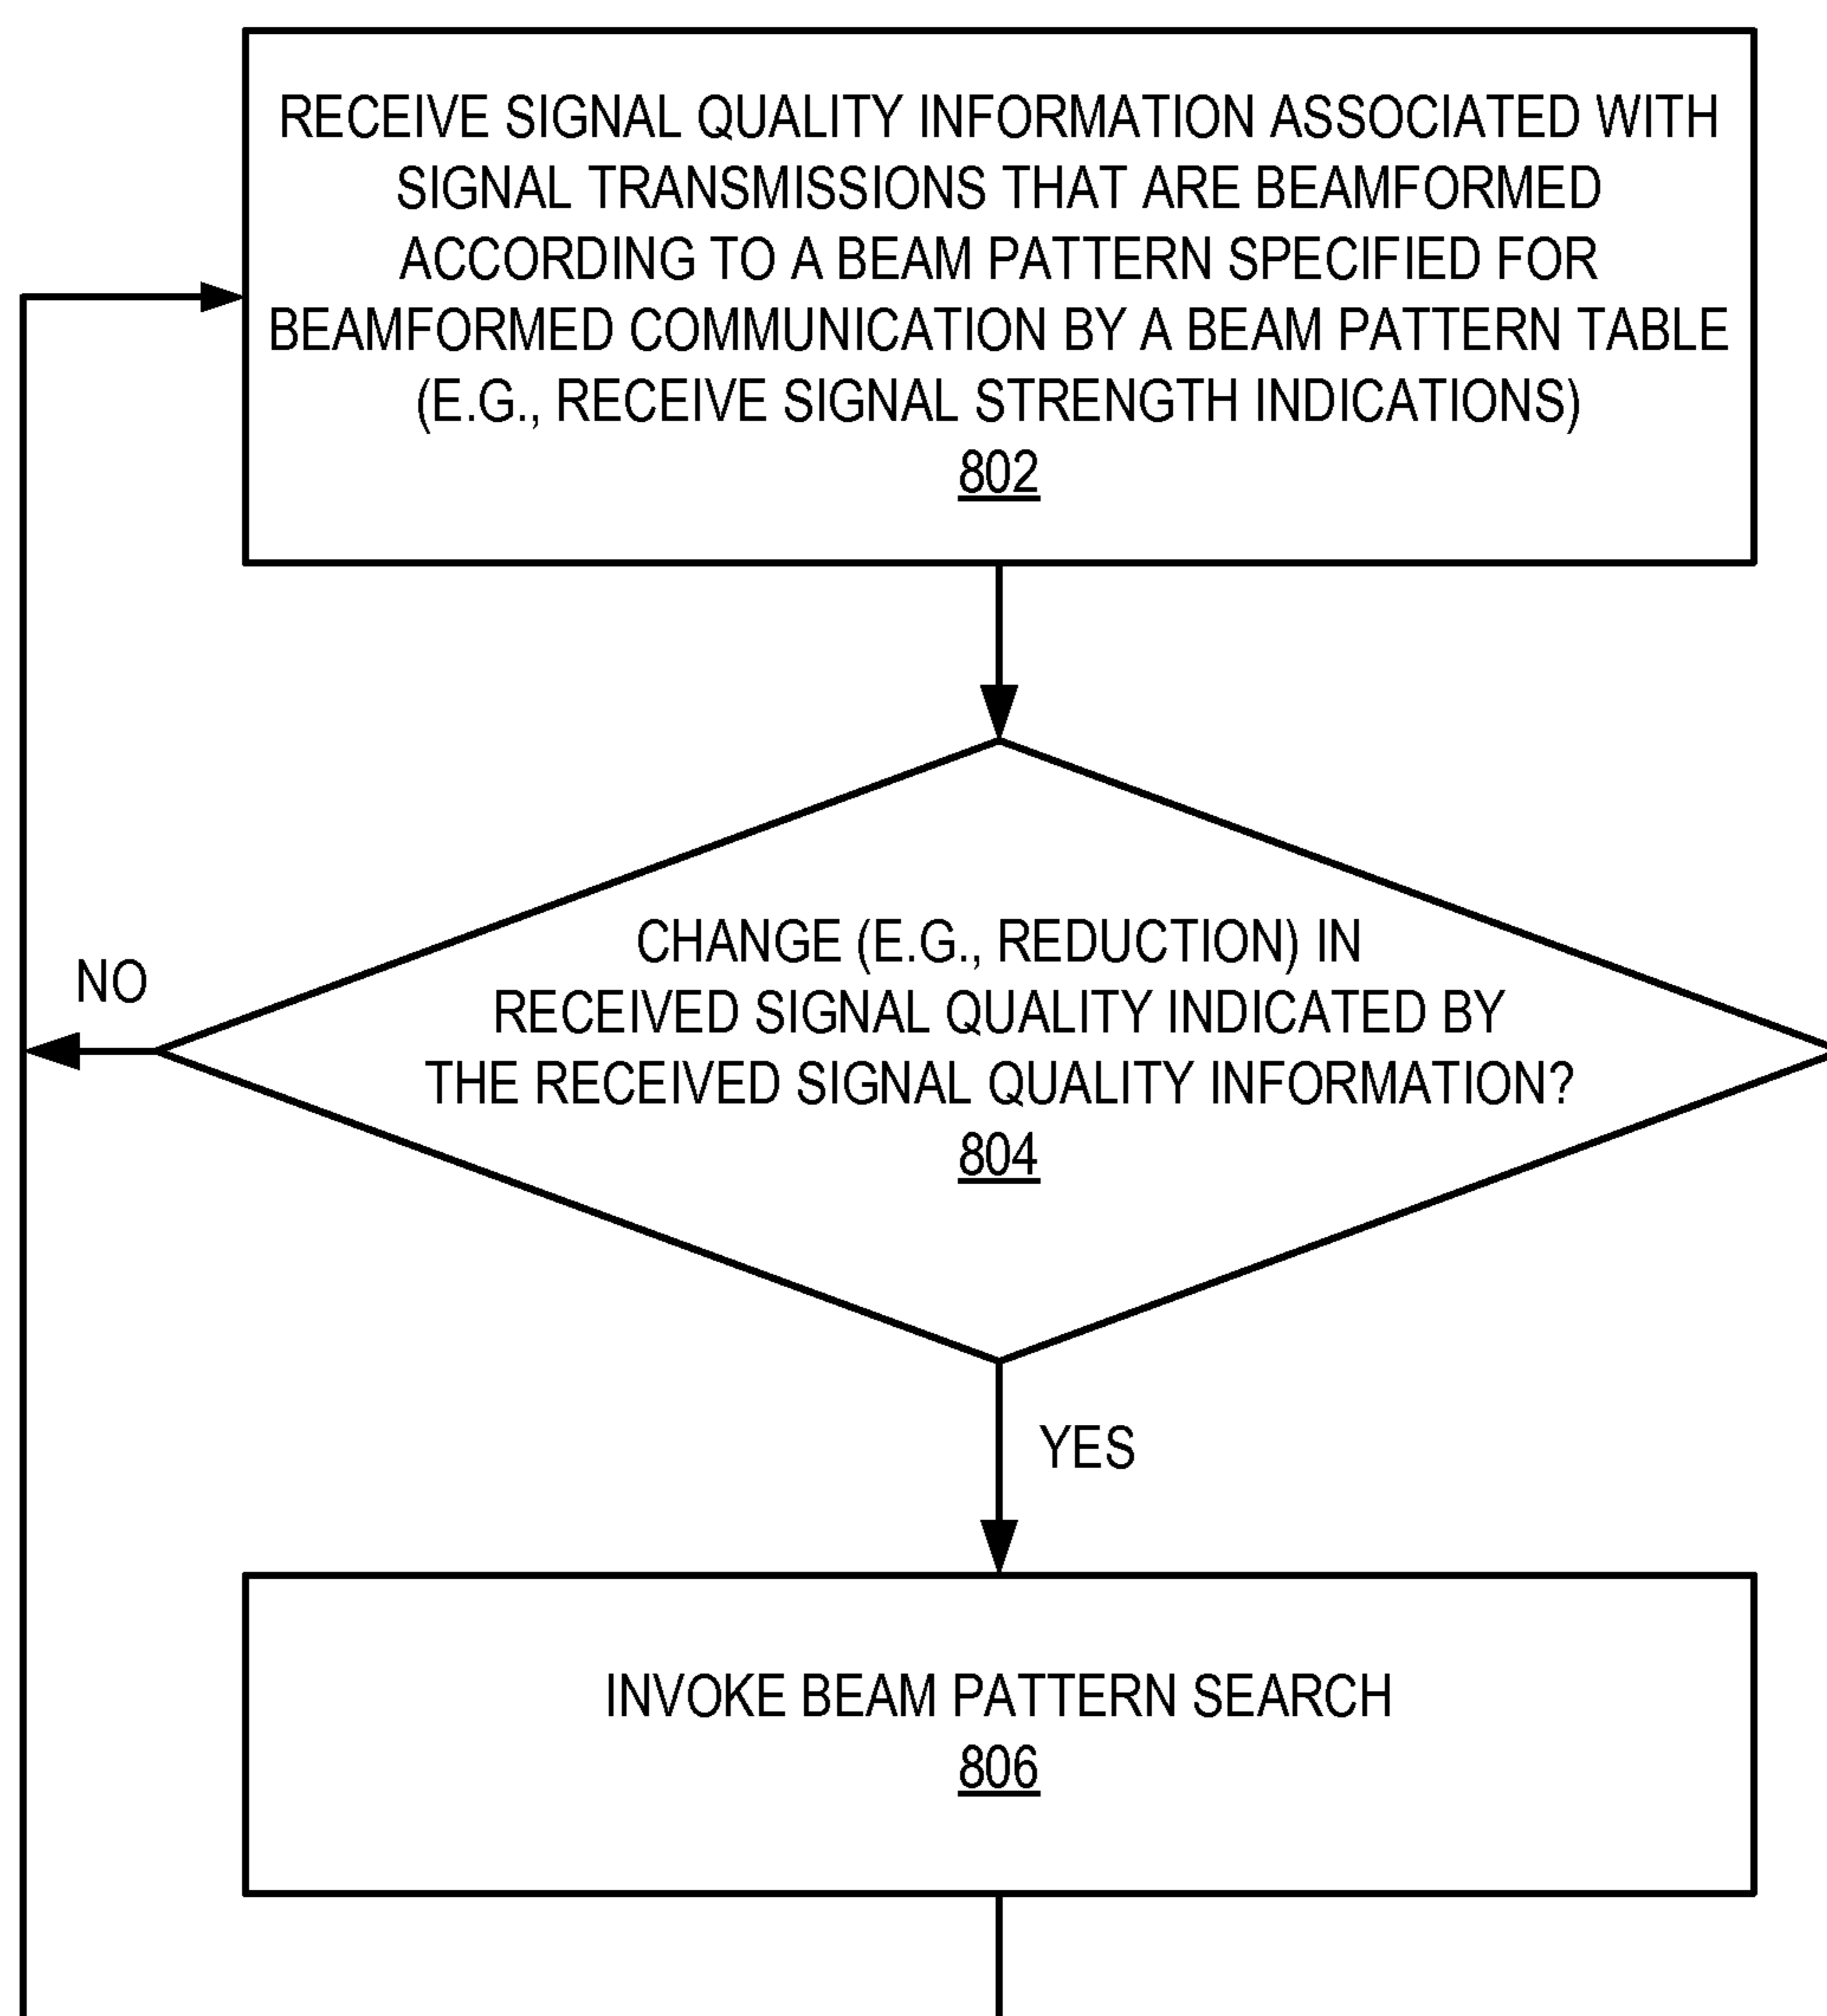 RECEIVE SIGNAL QUALITY INFORMATION ASSOCIATED WITH
SIGNAL TRANSMISSIONS THAT ARE BEAMFORMED
ACCORDING TO A BEAM PATTERN SPECIFIED FOR
BEAMFORMED COMMUNICATION BY A BEAM PATTERN TABLE
(E.G., RECEIVE SIGNAL STRENGTH INDICATIONS)
802
CHANGE (E.G., REDUCTION) IN
RECEIVED SIGNAL QUALITY INDICATED BY
THE RECEIVED SIGNAL QUALITY INFORMATION?
804
NO
YES
INVOKE BEAM PATTERN SEARCH
806